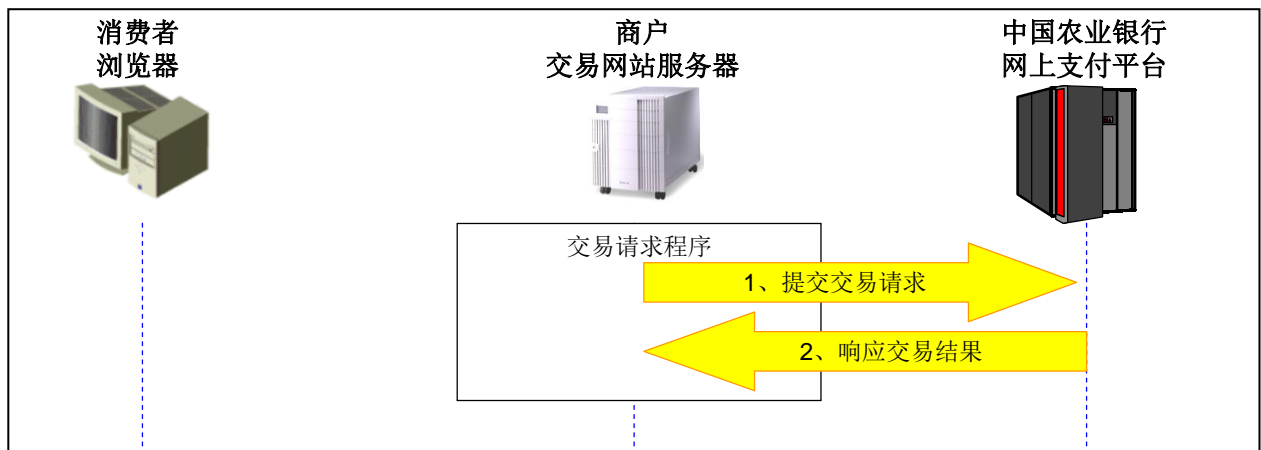 消费者
浏览器
商户
交易网站服务器
中国农业银行
网上支付平台
交易请求程序
1、提交交易请求
2、响应交易结果